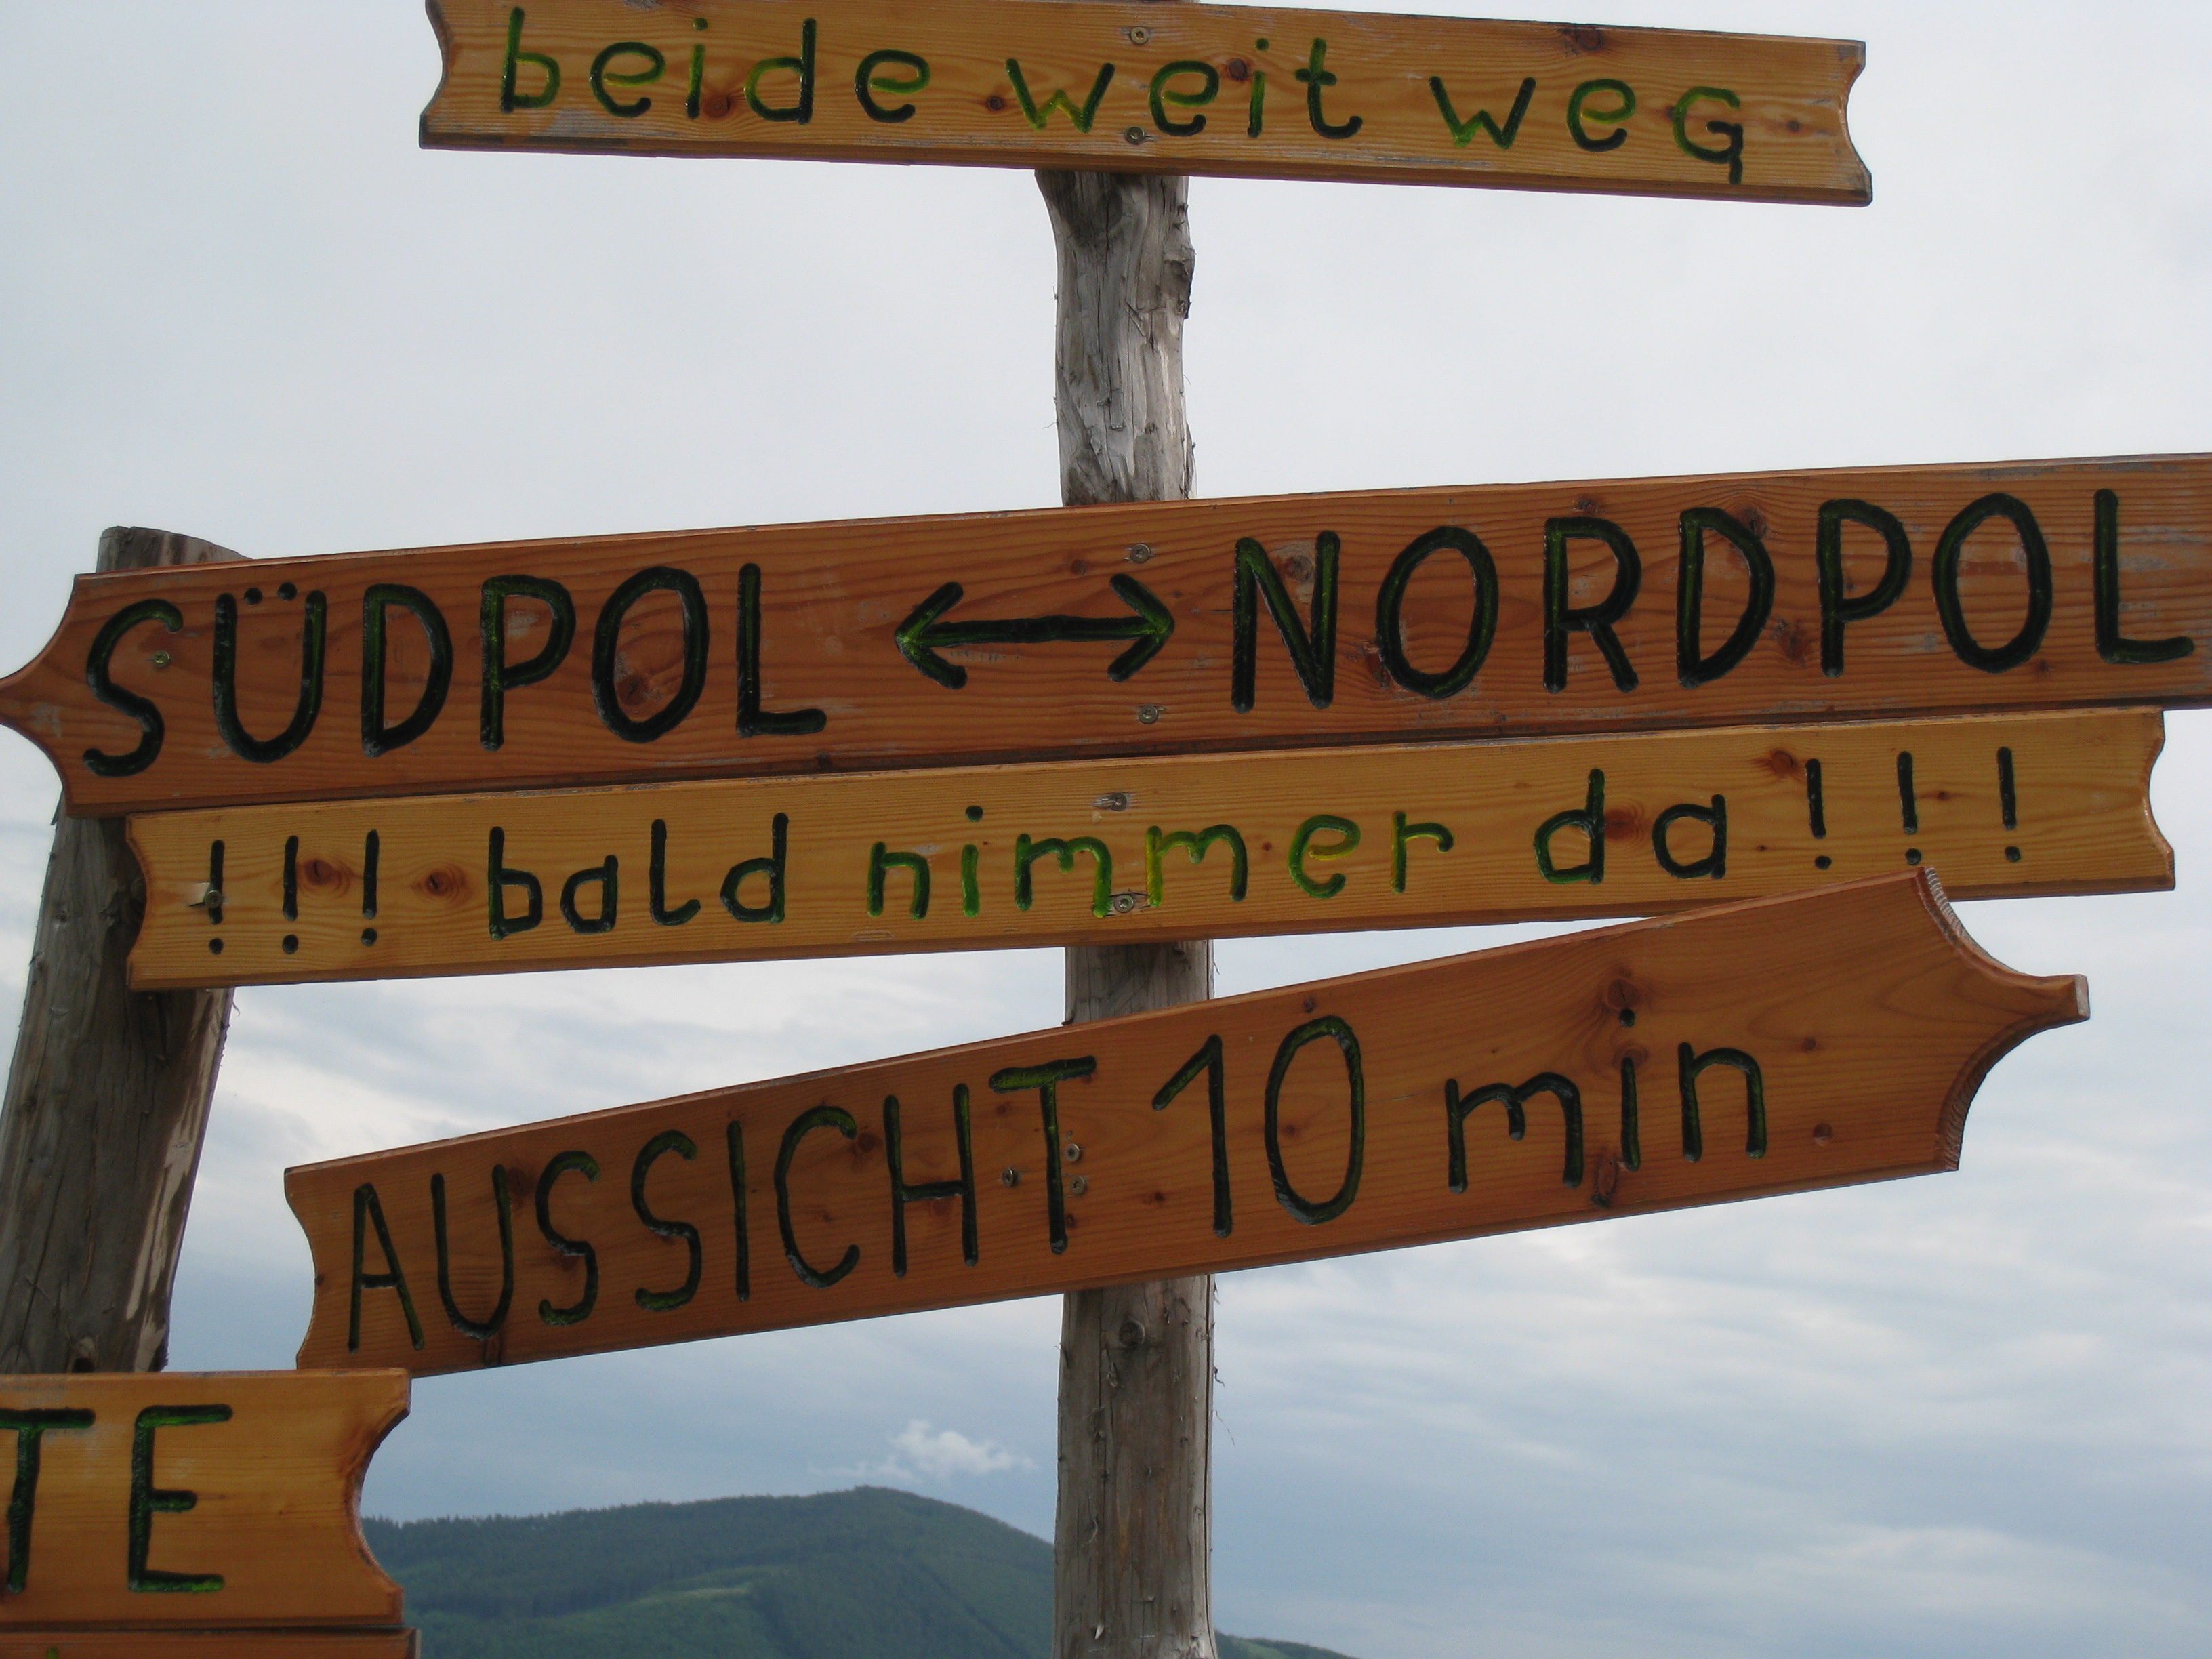 beide weit weg
SÜDPOL ↔ NORDPOL
!!! bald nimmer da!!!
AUSSICHT 10 min
TE